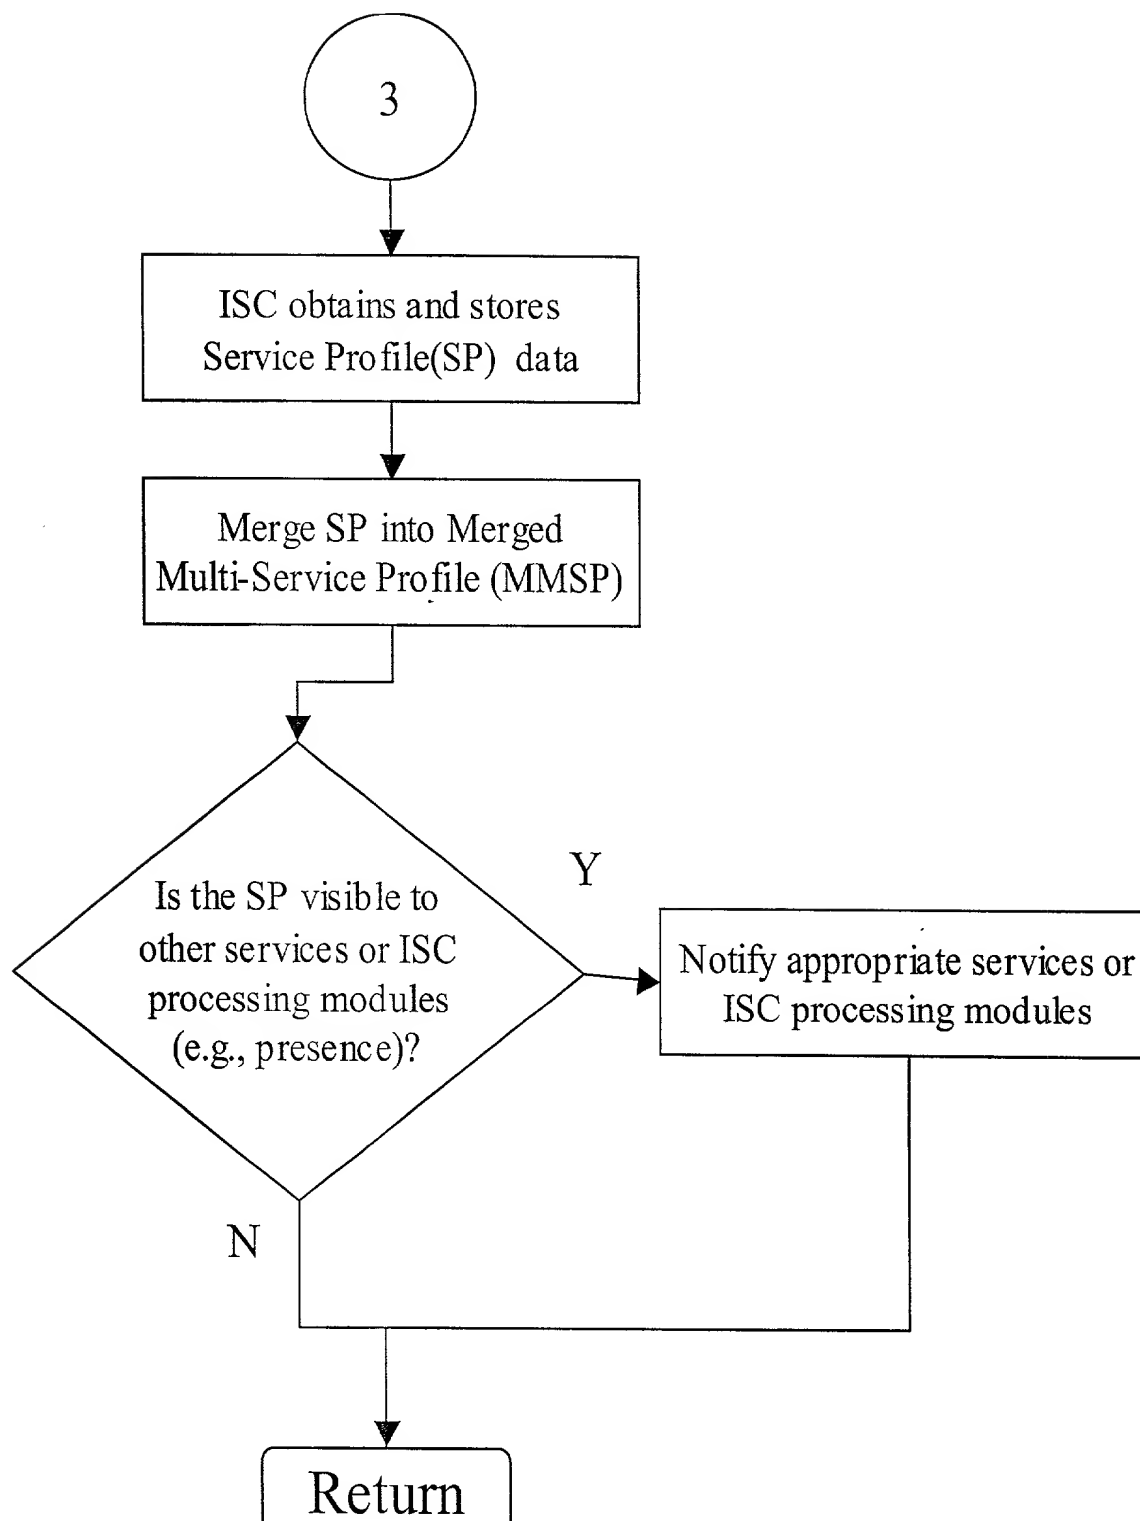 3
ISC obtains and stores
Service Profile(SP) data
Merge SP into Merged
Multi-Service Profile (MMSP)
Y
Is the SP visible to
other services or ISC
processing modules
(e.g., presence)?
Notify appropriate services or
ISC processing modules
N
Return